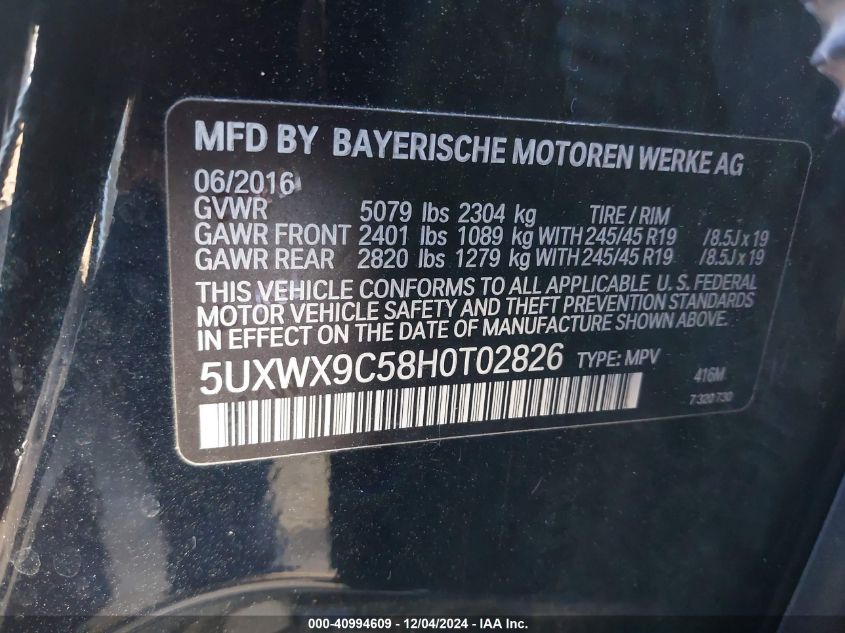 MFD BY BAYERISCHE MOTOREN WERKE AG
06/2016
GVWR 5079 lbs 2304 kg TIRE / RIM
GAWR FRONT 2401 lbs 1089 kg WITH 245/45 R19 /8.5J x 19
GAWR REAR 2820 lbs 1279 kg WITH 245/45 R19 /8.5J x 19
THIS VEHICLE CONFORMS TO ALL APPLICABLE U. S. FEDERAL
MOTOR VEHICLE SAFETY AND THEFT PREVENTION STANDARDS
IN EFFECT ON THE DATE OF MANUFACTURE SHOWN ABOVE.
5UXWX9C58H0T02826 TYPE: MPV
416M
7 320 730
000-40994609 - 12/04/2024 - IAA Inc.